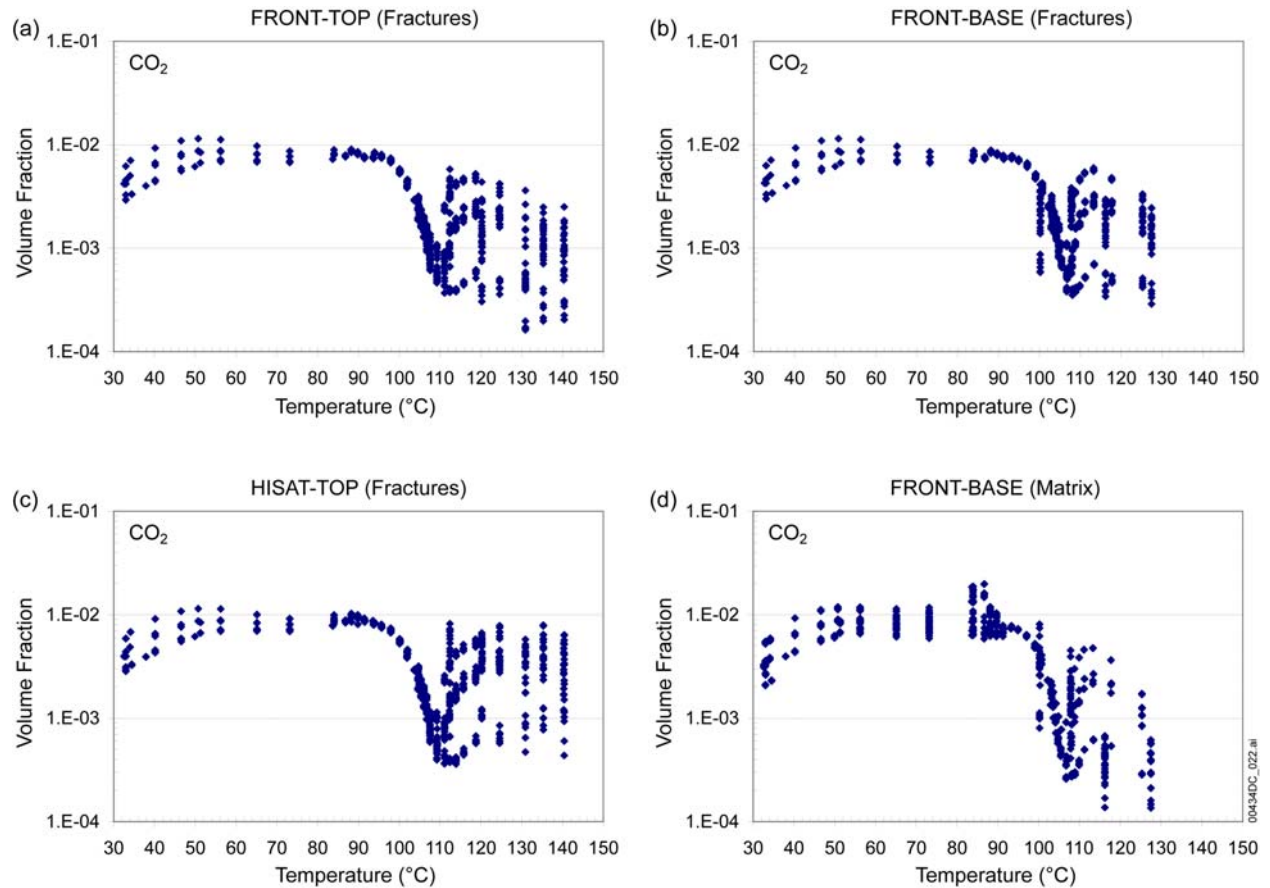 (a) FRONT-TOP (Fractures)
1.E-01
CO₂
1.E-02
1.E-03
1.E-04
Volume Fraction
30 40 50 60 70 80 90 100 110 120 130 140 150
Temperature (°C)
(b) FRONT-BASE (Fractures)
1.E-01
CO₂
1.E-02
1.E-03
1.E-04
Volume Fraction
30 40 50 60 70 80 90 100 110 120 130 140 150
Temperature (°C)
(c) HISAT-TOP (Fractures)
1.E-01
CO₂
1.E-02
1.E-03
1.E-04
Volume Fraction
30 40 50 60 70 80 90 100 110 120 130 140 150
Temperature (°C)
(d) FRONT-BASE (Matrix)
1.E-01
CO₂
1.E-02
1.E-03
1.E-04
Volume Fraction
30 40 50 60 70 80 90 100 110 120 130 140 150
Temperature (°C)
00434DC_022.ai